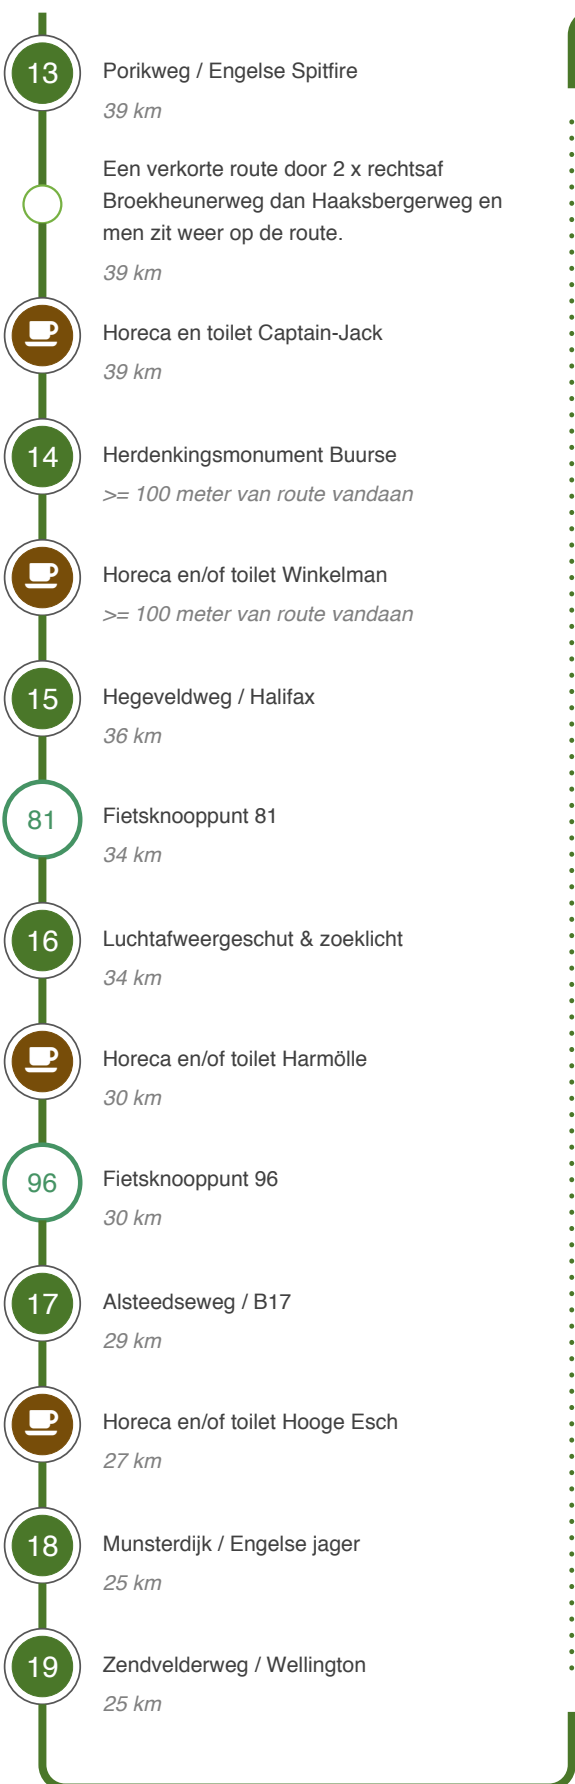 13
Porikweg / Engelse Spitfire
39 km
Een verkorte route door 2 x rechtsaf
Broekheunerweg dan Haaksbergerweg en
men zit weer op de route.
39 km
Horeca en toilet Captain-Jack
39 km
14
Herdenkingsmonument Buurse
>= 100 meter van route vandaan
Horeca en/of toilet Winkelman
>= 100 meter van route vandaan
15
Hegeveldweg / Halifax
36 km
81
Fietsknooppunt 81
34 km
16
Luchtafweergeschut & zoeklicht
34 km
Horeca en/of toilet Harmölle
30 km
96
Fietsknooppunt 96
30 km
17
Alsteedseweg / B17
29 km
Horeca en/of toilet Hooge Esch
27 km
18
Munsterdijk / Engelse jager
25 km
19
Zendvelderweg / Wellington
25 km